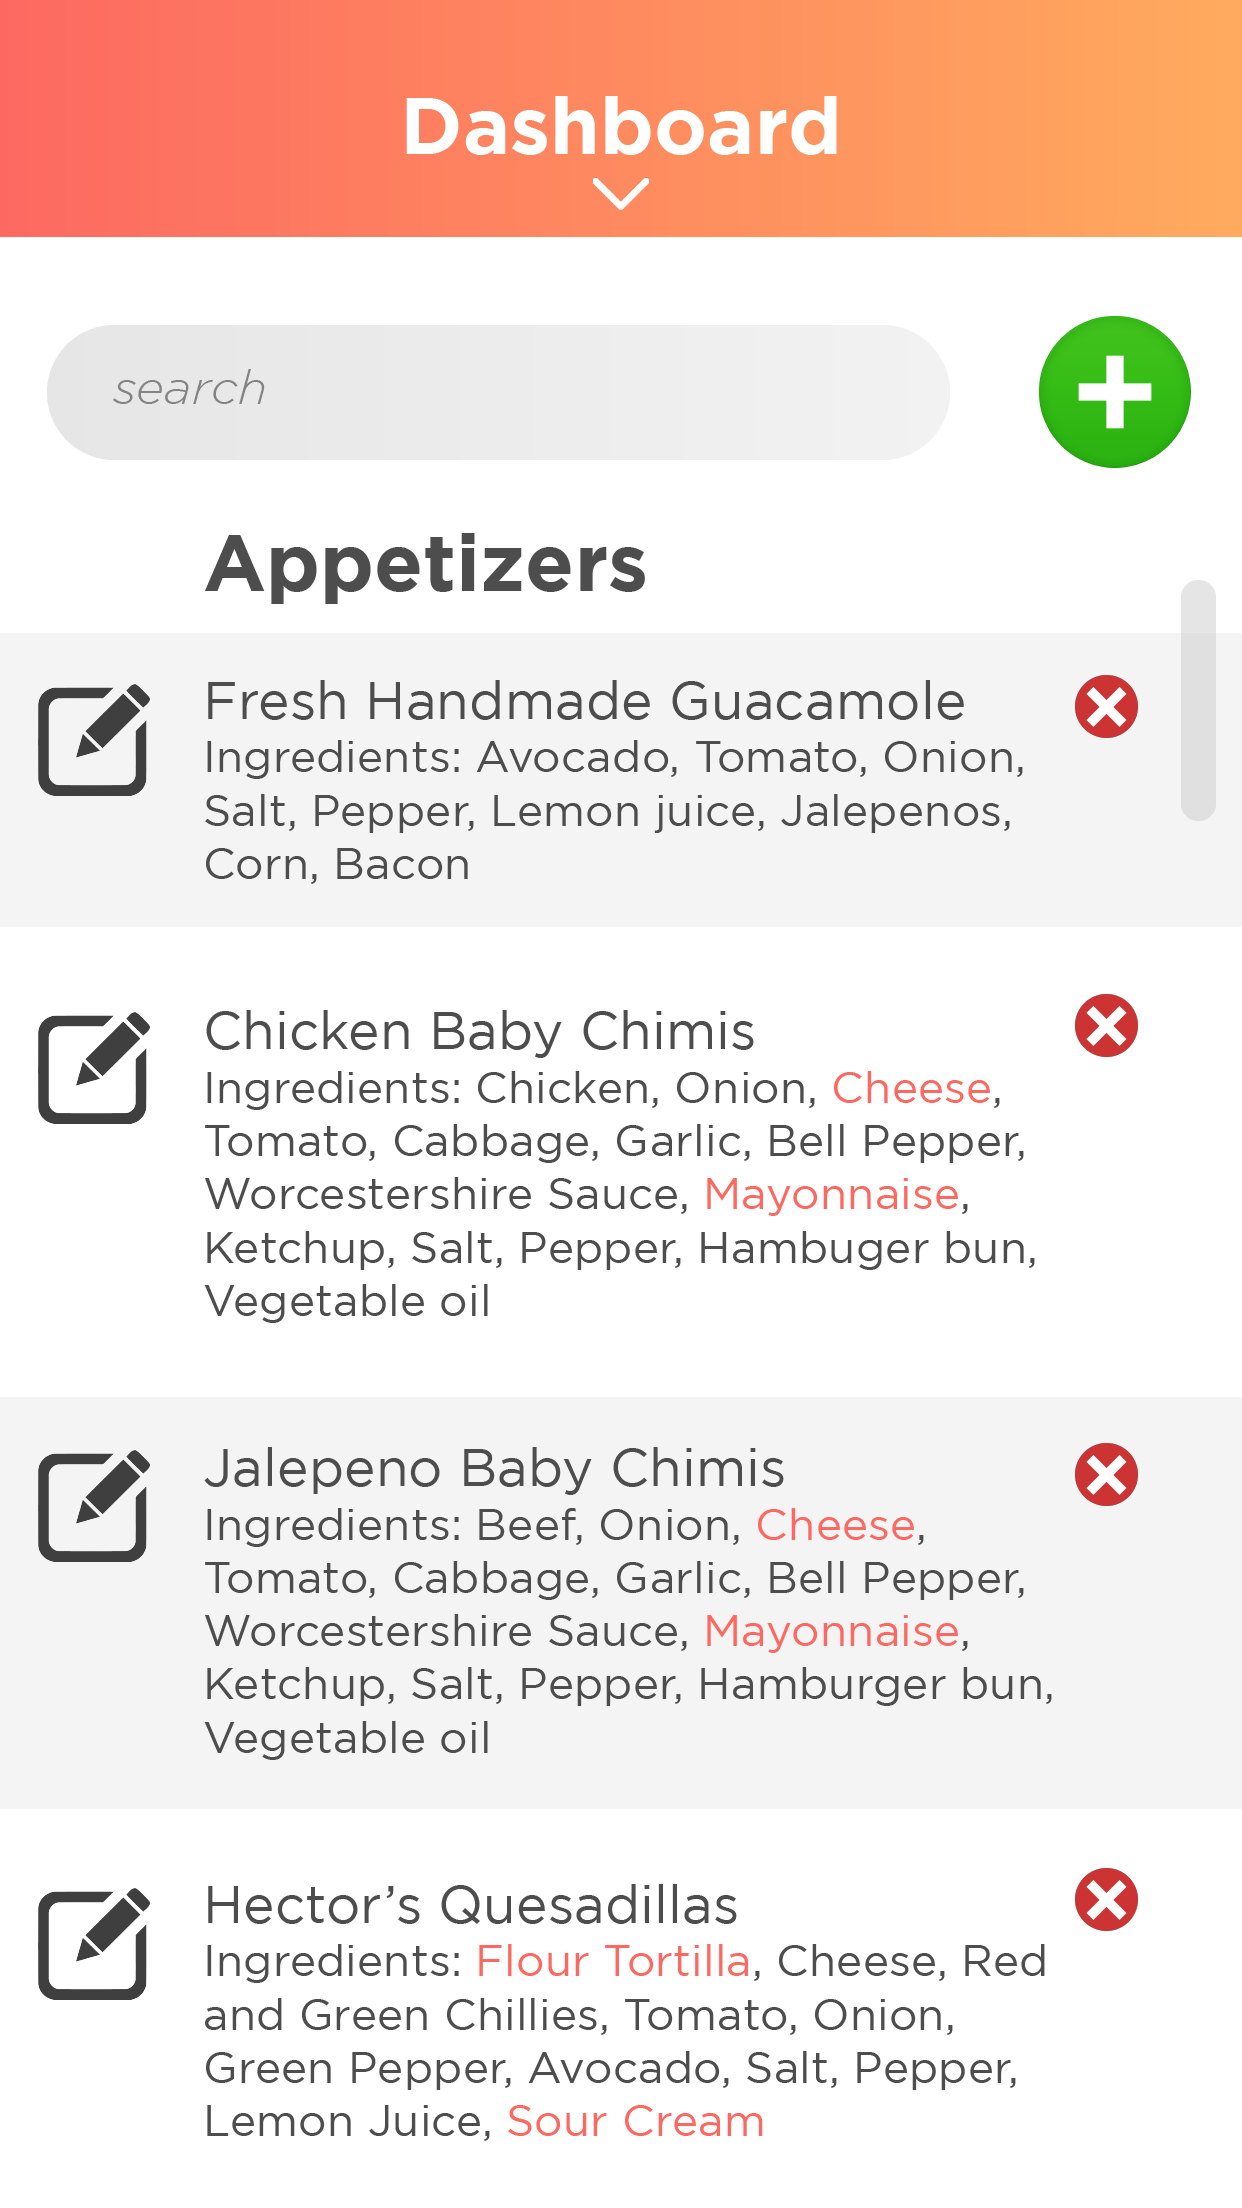 Dashboard
search
Appetizers
Fresh Handmade Guacamole
Ingredients: Avocado, Tomato, Onion,
Salt, Pepper, Lemon juice, Jalepenos,
Corn, Bacon
Chicken Baby Chimis
Ingredients: Chicken, Onion, Cheese,
Tomato, Cabbage, Garlic, Bell Pepper,
Worcestershire Sauce, Mayonnaise,
Ketchup, Salt, Pepper, Hambuger bun,
Vegetable oil
Jalepeno Baby Chimis
Ingredients: Beef, Onion, Cheese,
Tomato, Cabbage, Garlic, Bell Pepper,
Worcestershire Sauce, Mayonnaise,
Ketchup, Salt, Pepper, Hamburger bun,
Vegetable oil
Hector’s Quesadillas
Ingredients: Flour Tortilla, Cheese, Red
and Green Chillies, Tomato, Onion,
Green Pepper, Avocado, Salt, Pepper,
Lemon Juice, Sour Cream